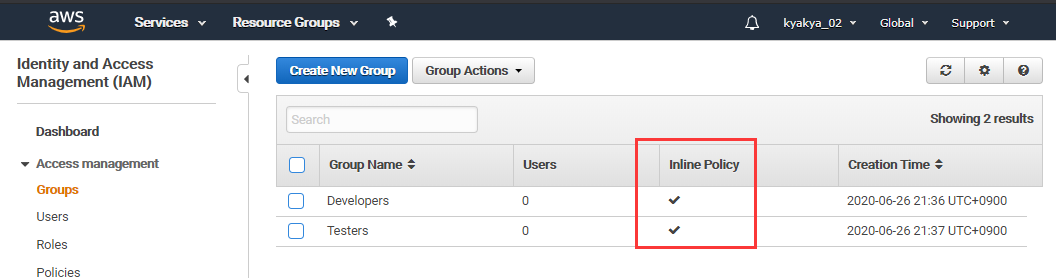 aws Services Resource Groups kyakya_02 Global Support
Identity and Access
Management (IAM)
Dashboard
Access management
Groups
Users
Roles
Policies
Create New Group Group Actions
Search Showing 2 results
Group Name Users Inline Policy Creation Time
Developers 0 ✔ 2020-06-26 21:36 UTC+0900
Testers 0 ✔ 2020-06-26 21:37 UTC+0900